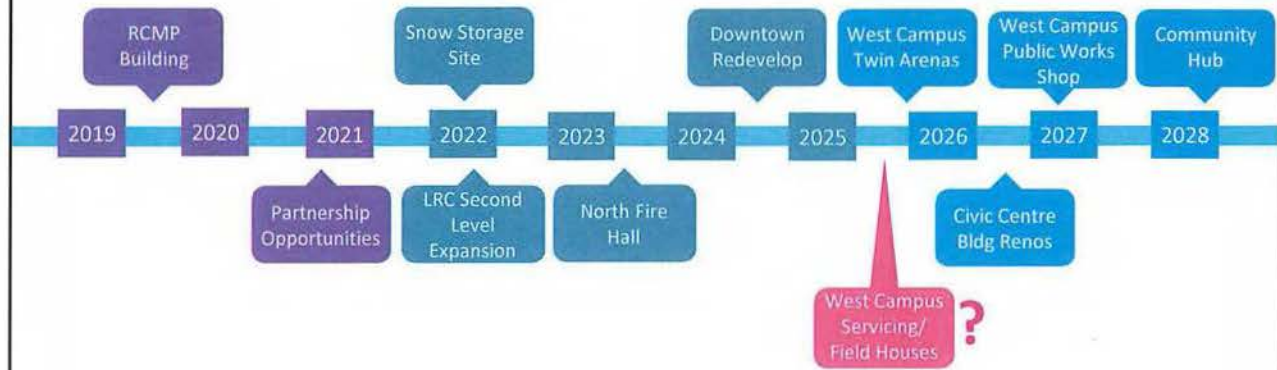 RCMP
Building
Snow Storage
Site
Downtown
Redevelop
West Campus
Twin Arenas
West Campus
Public Works
Shop
Community
Hub
2019
2020
2021
2022
2023
2024
2025
2026
2027
2028
Partnership
Opportunities
LRC Second
Level
Expansion
North Fire
Hall
Civic Centre
Bldg Renos
West Campus
Servicing/
Field Houses
?